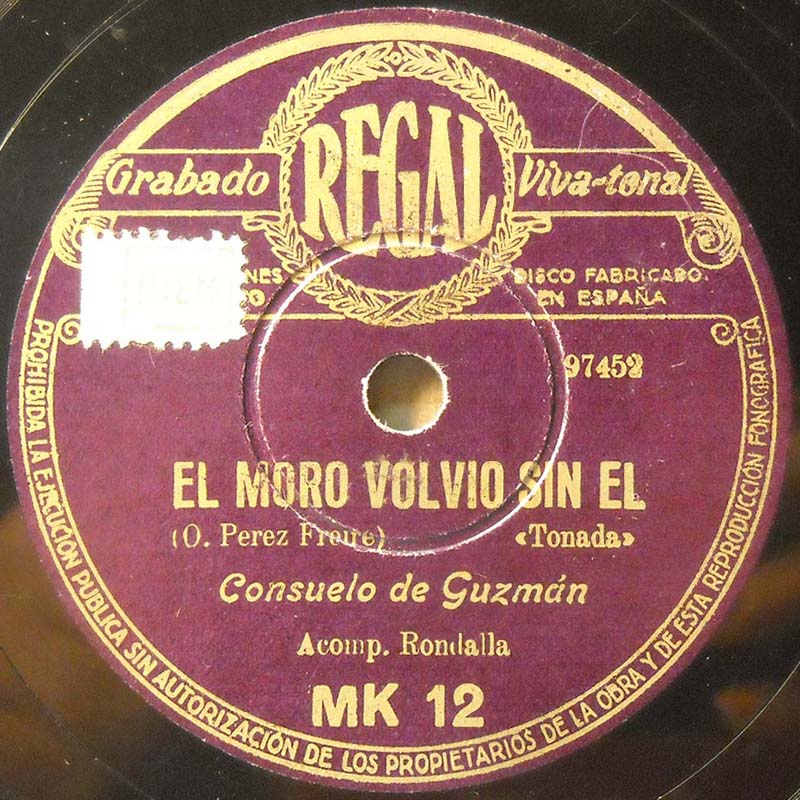 REGAL
Grabado Viva-tonal
DISCO FABRICADO
EN ESPAÑA
97452
EL MORO VOLVIO SIN EL
(O. Perez Freire) «Tonada»
Consuelo de Guzmán
Acomp. Rondalla
MK 12
PROHIBIDA LA EJECUCIÓN PUBLICA SIN AUTORIZACIÓN DE LOS PROPIETARIOS DE LA OBRA Y DE ESTA REPRODUCCIÓN FONOGRAFICA